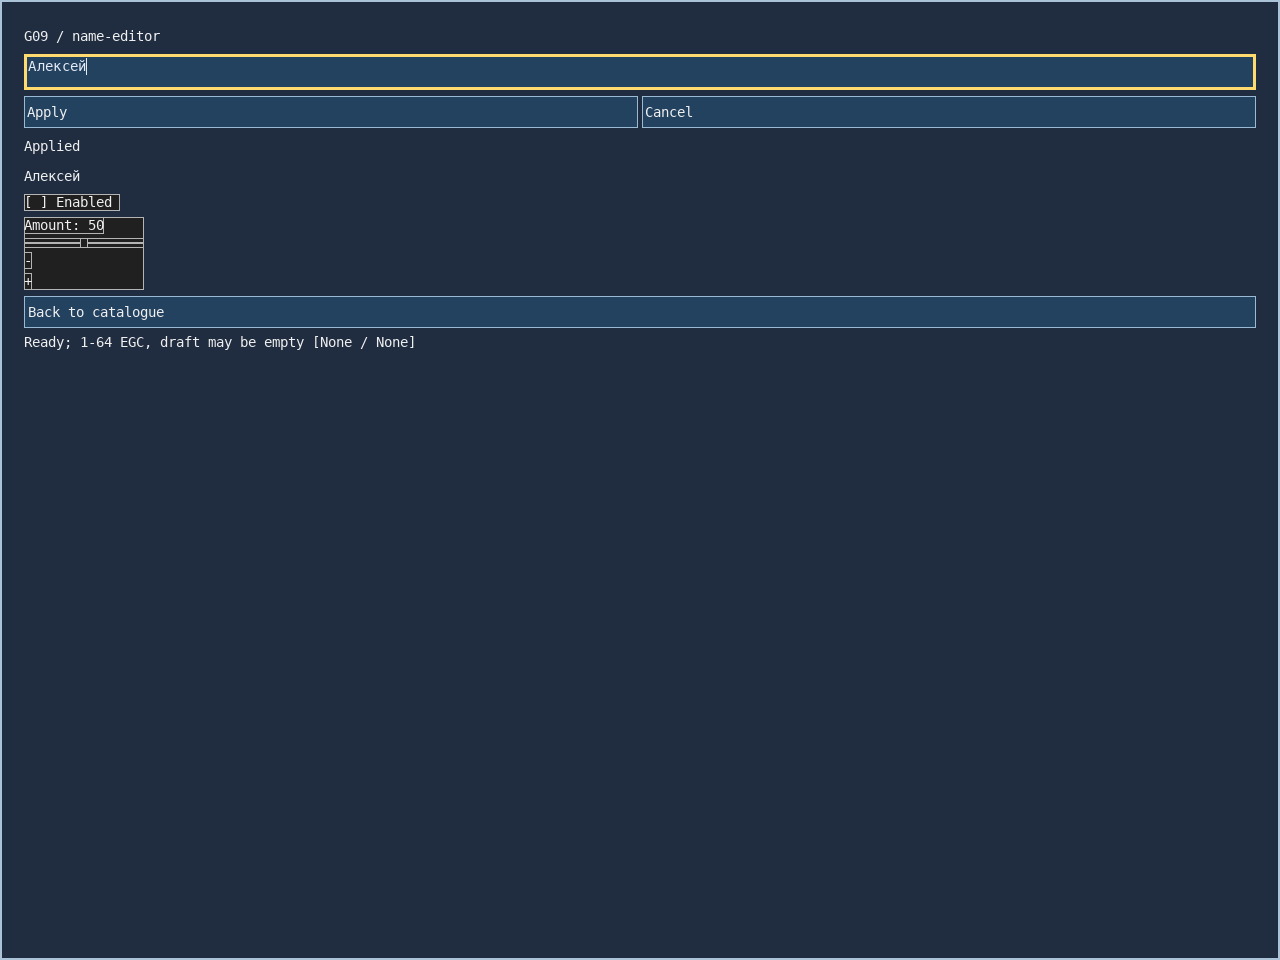 G09 / name-editor
Алексей
Apply
Cancel
Applied
Алексей
[ ] Enabled
Amount: 50
-
+
Back to catalogue
Ready; 1-64 EGC, draft may be empty [None / None]